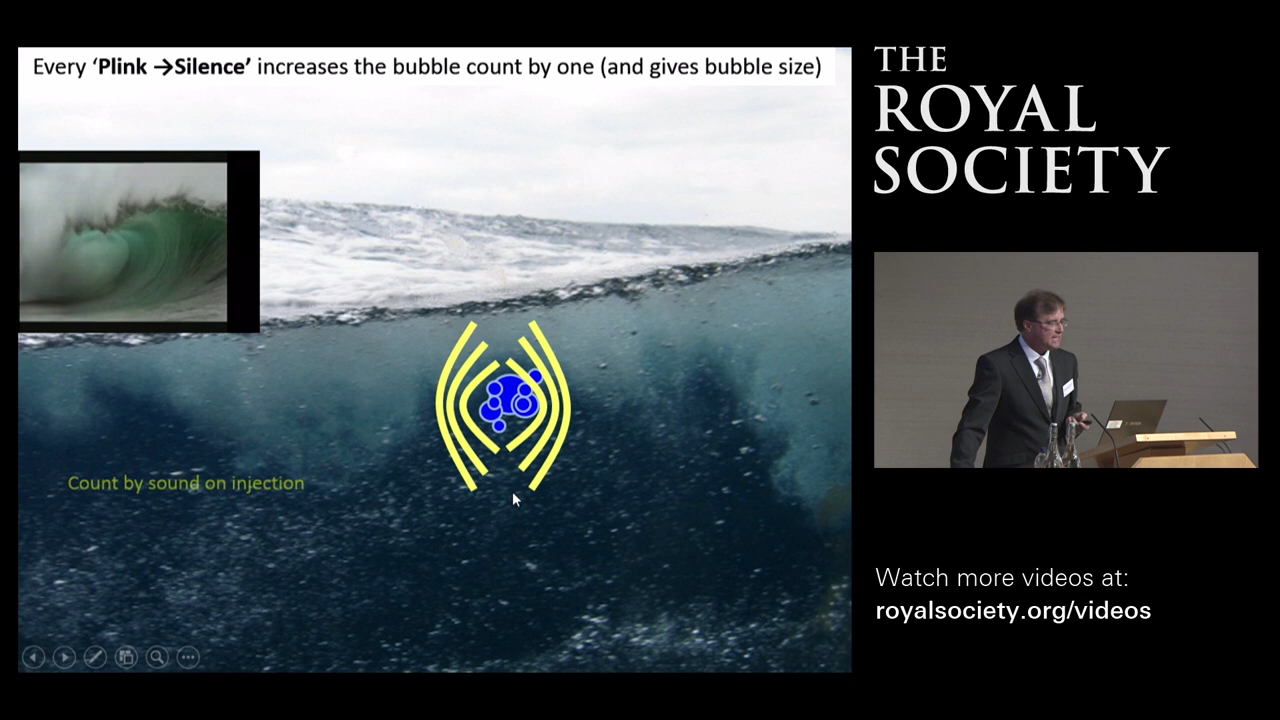 Every ‘Plink →Silence’ increases the bubble count by one (and gives bubble size)
Count by sound on injection
THE
ROYAL
SOCIETY
Watch more videos at:
royalsociety.org/videos